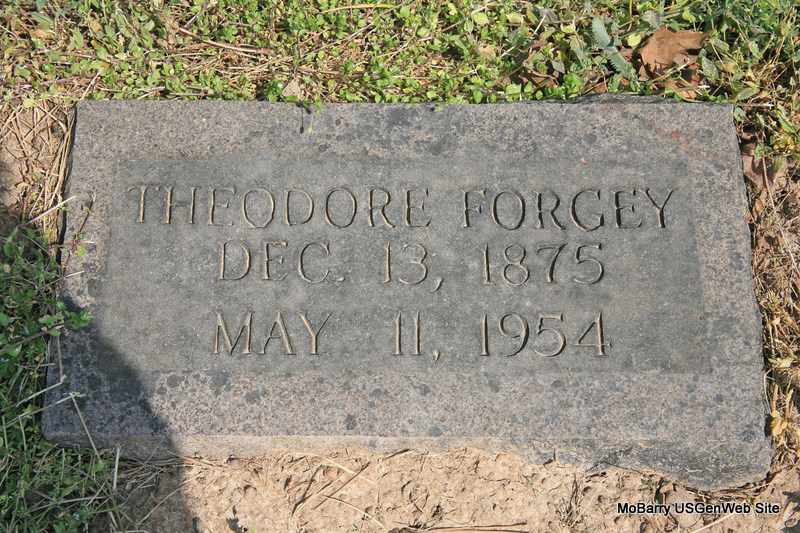 THEODORE FORGEY
DEC. 13, 1875
MAY 11, 1954
MoBarry USGenWeb Site